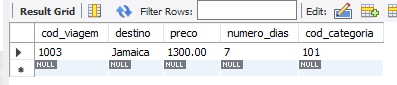 Result Grid Filter Rows: Edit:
cod_viagem destino preco numero_dias cod_categoria
1003 Jamaica 1300.00 7 101
NULL NULL NULL NULL NULL